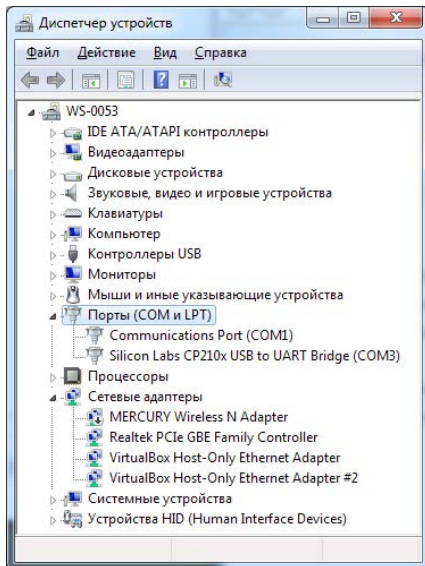 Диспетчер устройств
Файл Действие Вид Справка
WS-0053
IDE ATA/ATAPI контроллеры
Видеоадаптеры
Дисковые устройства
Звуковые, видео и игровые устройства
Клавиатуры
Компьютер
Контроллеры USB
Мониторы
Мыши и иные указывающие устройства
Порты (COM и LPT)
Communications Port (COM1)
Silicon Labs CP210x USB to UART Bridge (COM3)
Процессоры
Сетевые адаптеры
MERCURY Wireless N Adapter
Realtek PCIe GBE Family Controller
VirtualBox Host-Only Ethernet Adapter
VirtualBox Host-Only Ethernet Adapter #2
Системные устройства
Устройства HID (Human Interface Devices)